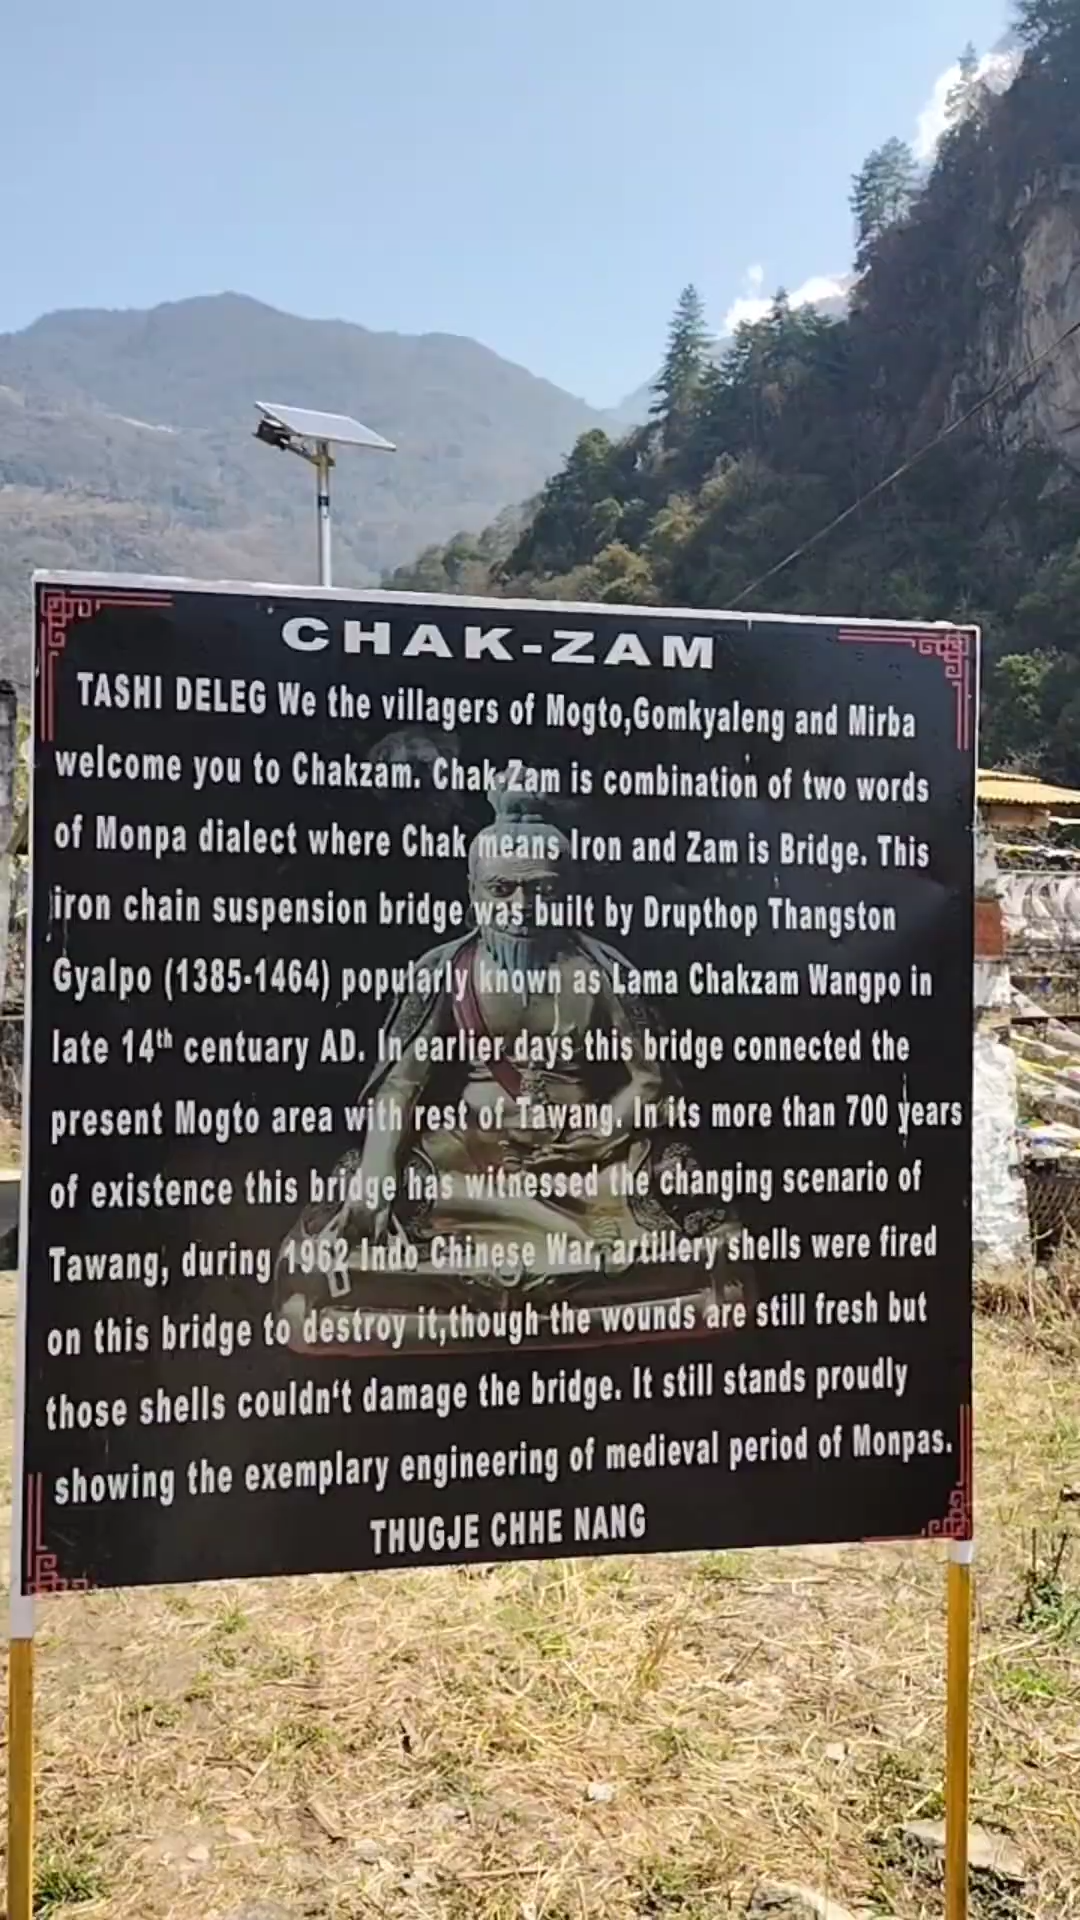 CHAK-ZAM
TASHI DELEG We the villagers of Mogto,Gomkyaleng and Mirba
welcome you to Chakzam. Chak-Zam is combination of two words
of Monpa dialect where Chak means Iron and Zam is Bridge. This
iron chain suspension bridge was built by Drupthop Thangston
Gyalpo (1385-1464) popularly known as Lama Chakzam Wangpo in
late 14th centuary AD. In earlier days this bridge connected the
present Mogto area with rest of Tawang. In its more than 700 years
of existence this bridge has witnessed the changing scenario of
Tawang, during 1962 Indo Chinese War, artillery shells were fired
on this bridge to destroy it,though the wounds are still fresh but
those shells couldn‘t damage the bridge. It still stands proudly
showing the exemplary engineering of medieval period of Monpas.
THUGJE CHHE NANG